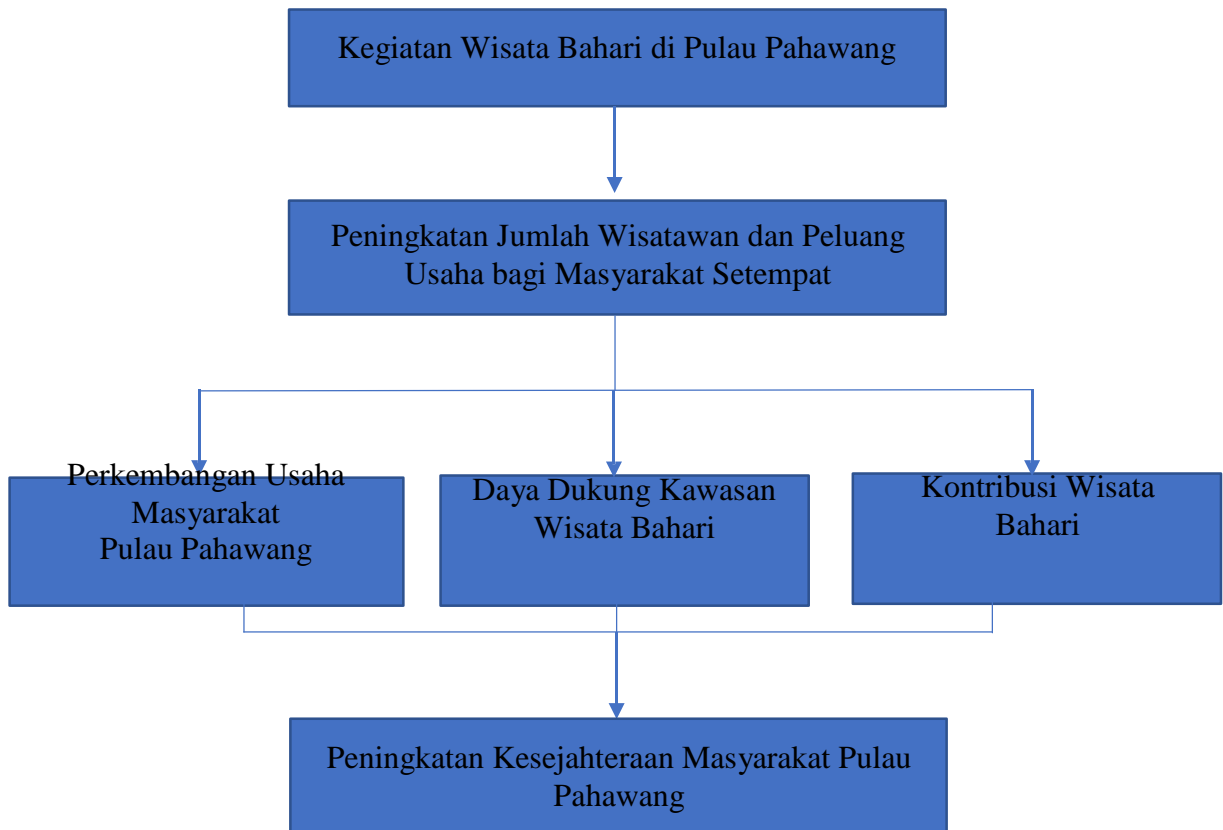 Kegiatan Wisata Bahari di Pulau Pahawang
Peningkatan Jumlah Wisatawan dan Peluang
Usaha bagi Masyarakat Setempat
Perkembangan Usaha
Masyarakat
Pulau Pahawang
Daya Dukung Kawasan
Wisata Bahari
Kontribusi Wisata
Bahari
Peningkatan Kesejahteraan Masyarakat Pulau
Pahawang